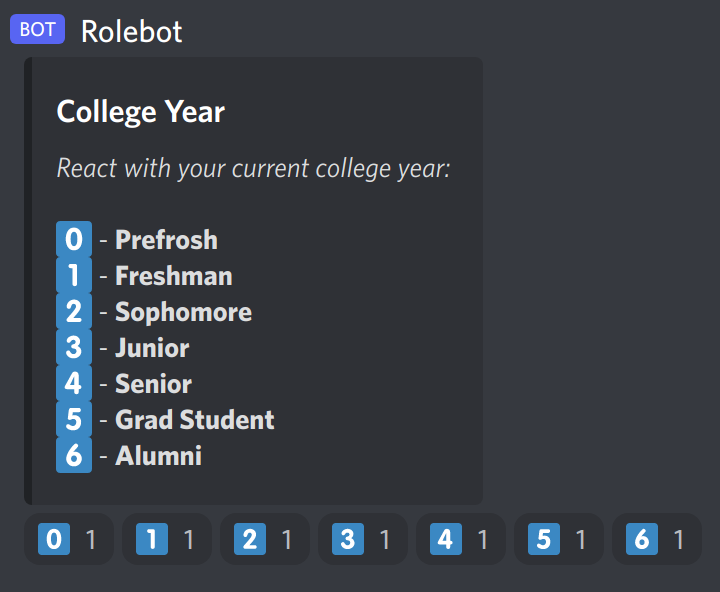 BOT Rolebot
College Year
React with your current college year:
0 - Prefrosh
1 - Freshman
2 - Sophomore
3 - Junior
4 - Senior
5 - Grad Student
6 - Alumni
0 1 1 1 2 1 3 1 4 1 5 1 6 1